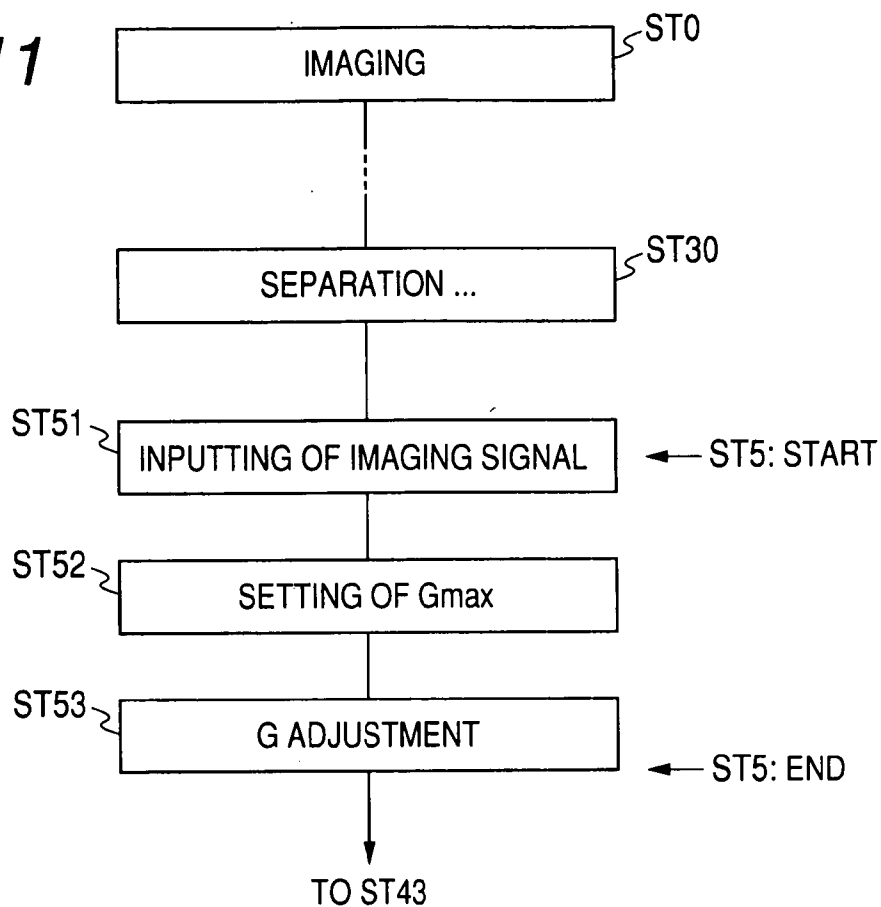 11
IMAGING
ST0
SEPARATION ...
ST30
ST51
INPUTTING OF IMAGING SIGNAL
ST5: START
ST52
SETTING OF Gmax
ST53
G ADJUSTMENT
ST5: END
TO ST43